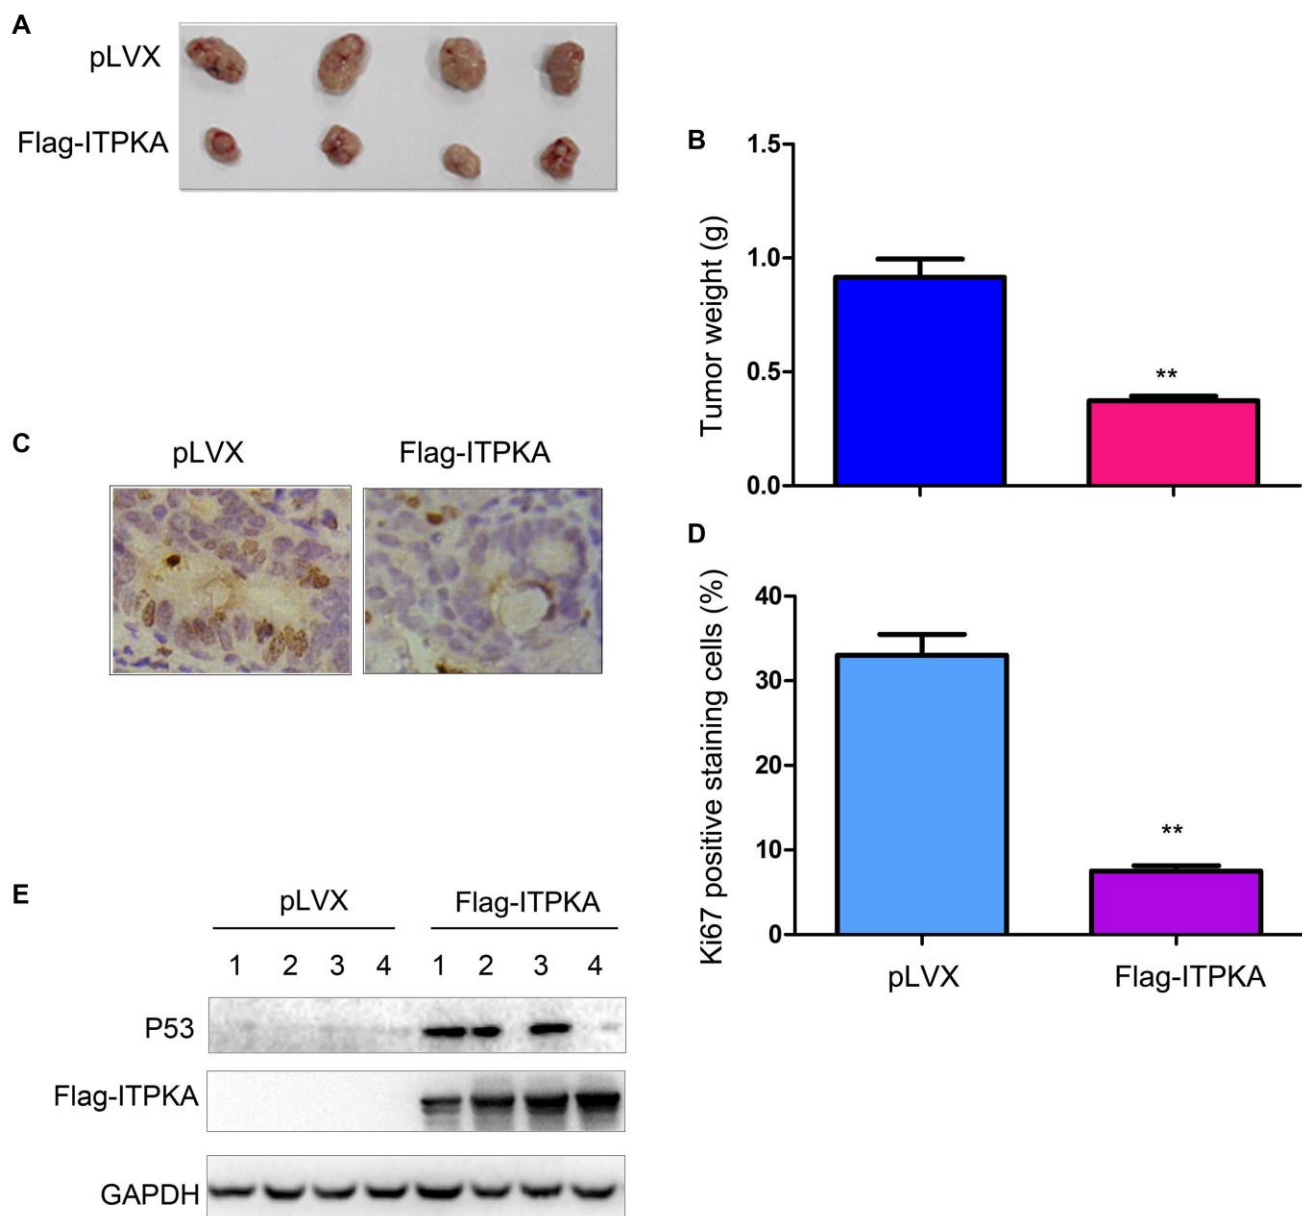 A
pLVX
Flag-ITPKA
B
Tumor weight (g)
1.5
1.0
0.5
0.0
**
C
pLVX
Flag-ITPKA
D
Ki67 positive staining cells (%)
40
30
20
10
0
**
pLVX
Flag-ITPKA
E
pLVX
Flag-ITPKA
1 2 3 4 1 2 3 4
P53
Flag-ITPKA
GAPDH